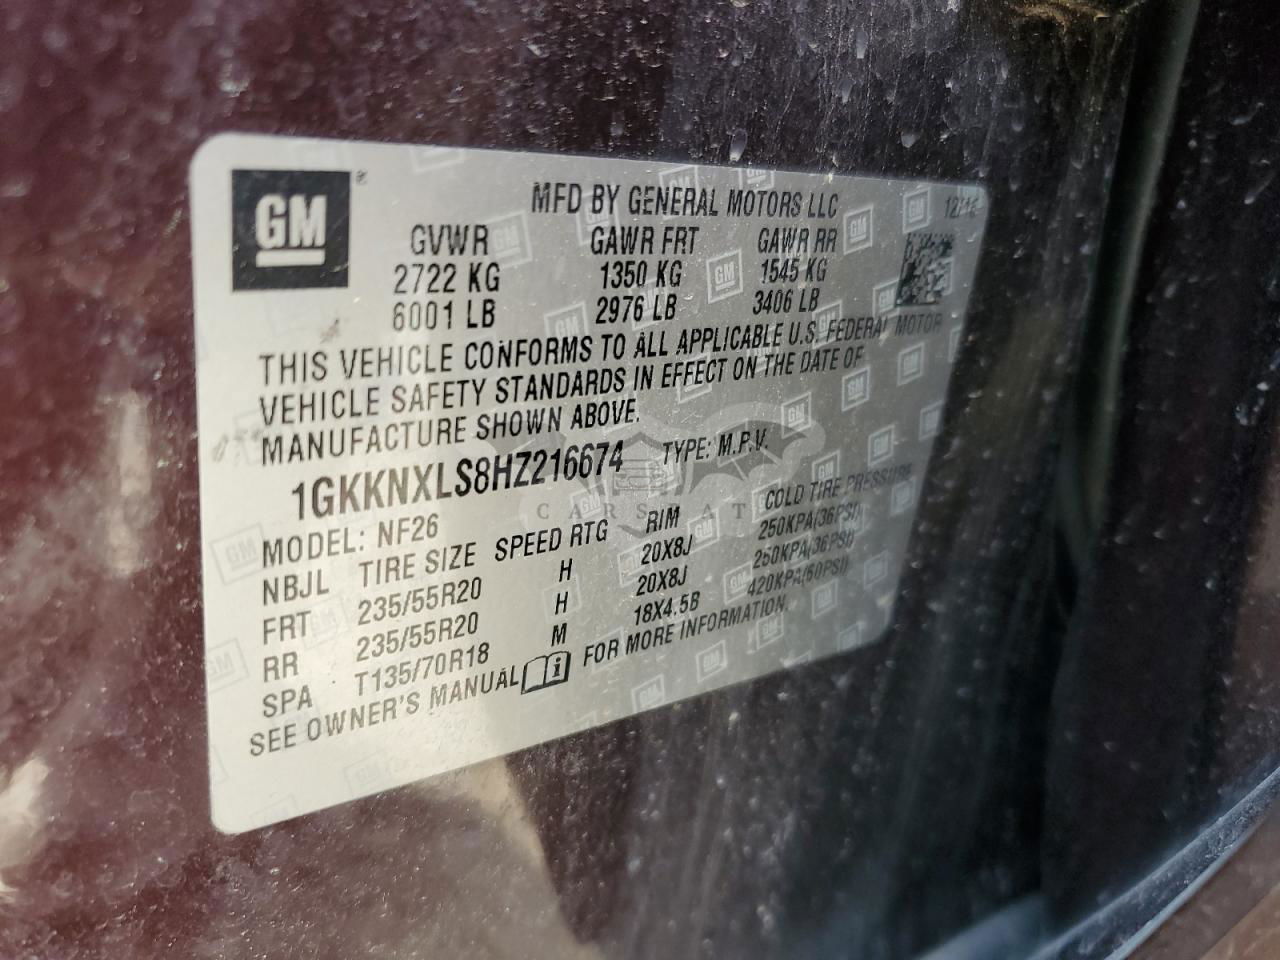 GM
MFD BY GENERAL MOTORS LLC
GVWR GAWR FRT GAWR RR
2722 KG 1350 KG 1545 KG
6001 LB 2976 LB 3406 LB
THIS VEHICLE CONFORMS TO ALL APPLICABLE U.S. FEDERAL MOTOR
VEHICLE SAFETY STANDARDS IN EFFECT ON THE DATE OF
MANUFACTURE SHOWN ABOVE.
1GKKNXLS8HZ216674 TYPE: M.P.V.
MODEL: NF26
NBJL TIRE SIZE SPEED RTG RIM COLD TIRE PRESSURE
FRT 235/55R20 H 20X8J 250KPA(36PSI)
RR 235/55R20 H 20X8J 250KPA(36PSI)
SPA T135/70R18 M 18X4.5B 420KPA(60PSI)
SEE OWNER'S MANUAL FOR MORE INFORMATION.